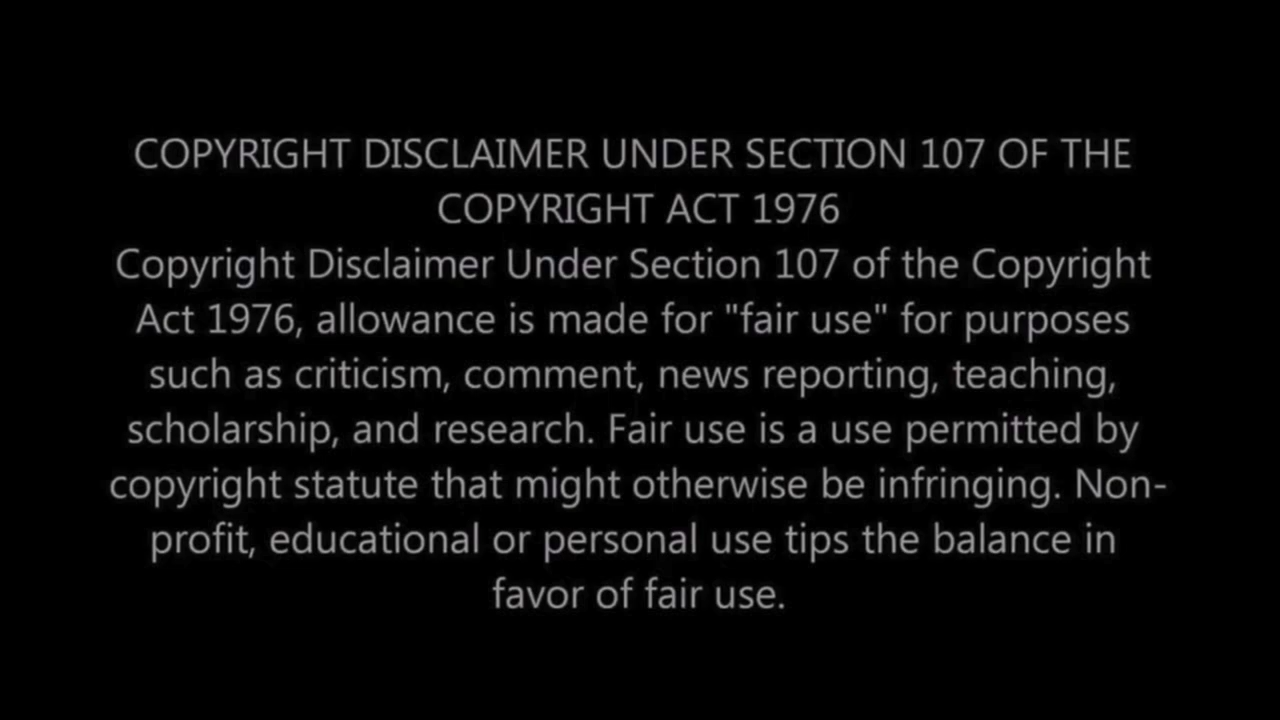 COPYRIGHT DISCLAIMER UNDER SECTION 107 OF THE
COPYRIGHT ACT 1976
Copyright Disclaimer Under Section 107 of the Copyright
Act 1976, allowance is made for "fair use" for purposes
such as criticism, comment, news reporting, teaching,
scholarship, and research. Fair use is a use permitted by
copyright statute that might otherwise be infringing. Non-
profit, educational or personal use tips the balance in
favor of fair use.